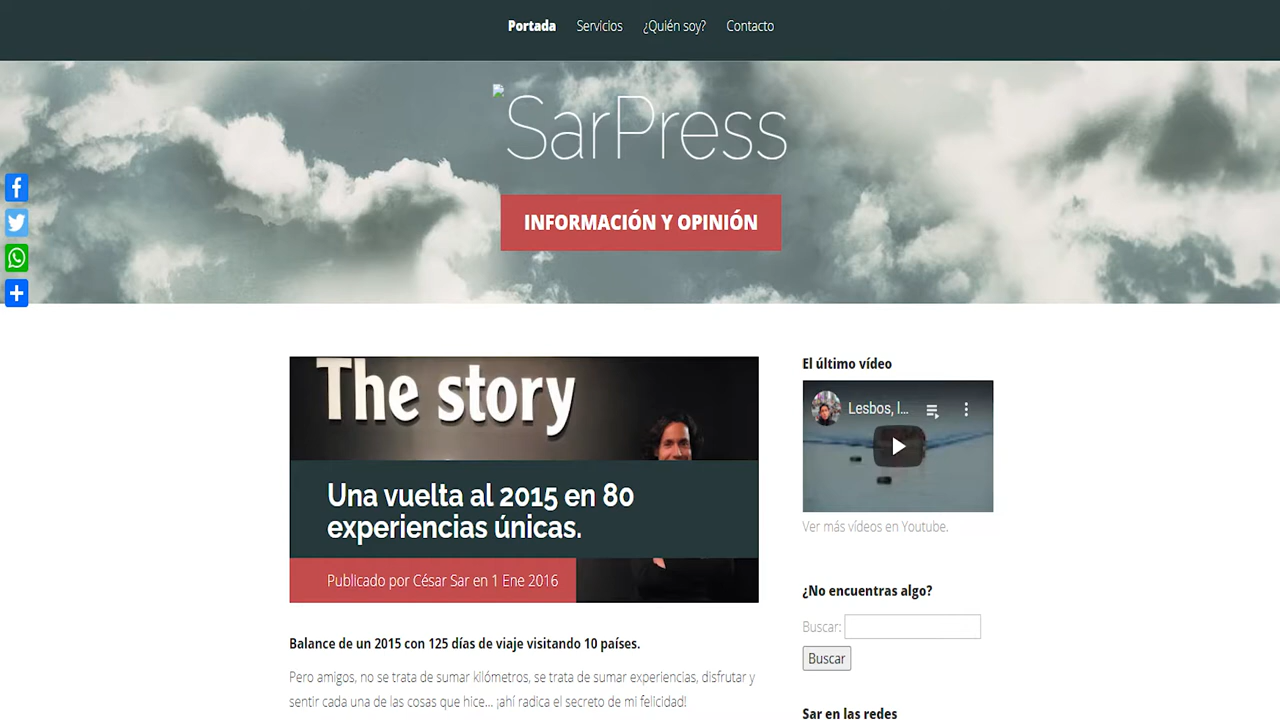 Portada Servicios ¿Quién soy? Contacto
SarPress
INFORMACIÓN Y OPINIÓN
The story
Una vuelta al 2015 en 80
experiencias únicas.
Publicado por César Sar en 1 Ene 2016
Balance de un 2015 con 125 días de viaje visitando 10 países.
Pero amigos, no se trata de sumar kilómetros, se trata de sumar experiencias, disfrutar y
sentir cada una de las cosas que hice... ¡ahí radica el secreto de mi felicidad!
El último vídeo
Lesbos, l...
Ver más vídeos en Youtube.
¿No encuentras algo?
Buscar:
Buscar
Sar en las redes